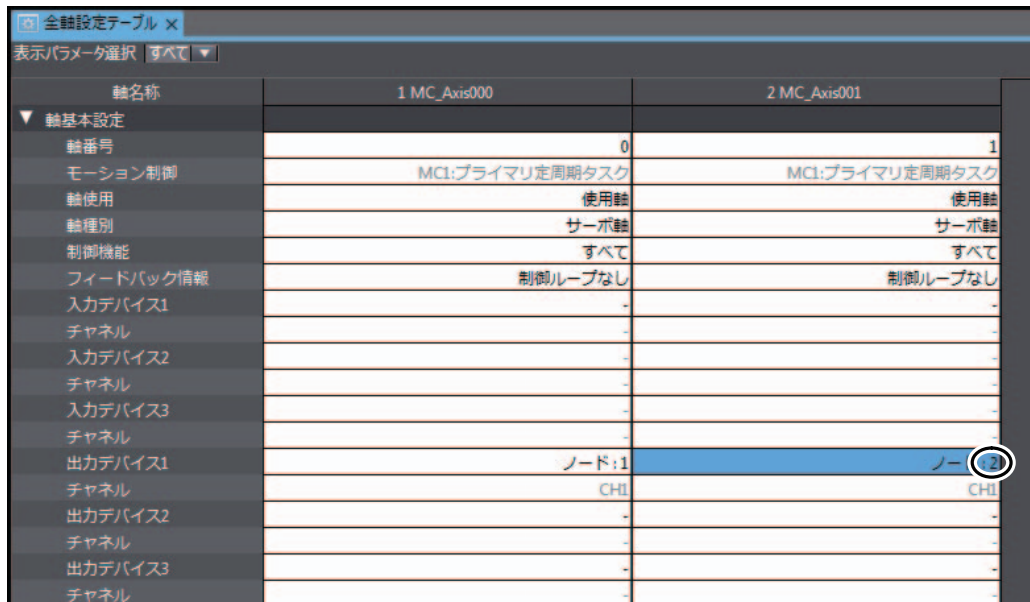 全軸設定テーブル ×
表示パラメータ選択 すべて ▼
軸名称 1 MC_Axis000 2 MC_Axis001
▼ 軸基本設定
軸番号 0 1
モーション制御 MC1:プライマリ定周期タスク MC1:プライマリ定周期タスク
軸使用 使用軸 使用軸
軸種別 サーボ軸 サーボ軸
制御機能 すべて すべて
フィードバック情報 制御ループなし 制御ループなし
入力デバイス1 - -
チャネル - -
入力デバイス2 - -
チャネル - -
入力デバイス3 - -
チャネル - -
出力デバイス1 ノード:1 ノード:2
チャネル CH1 CH1
出力デバイス2 - -
チャネル - -
出力デバイス3 - -
チャネル - -